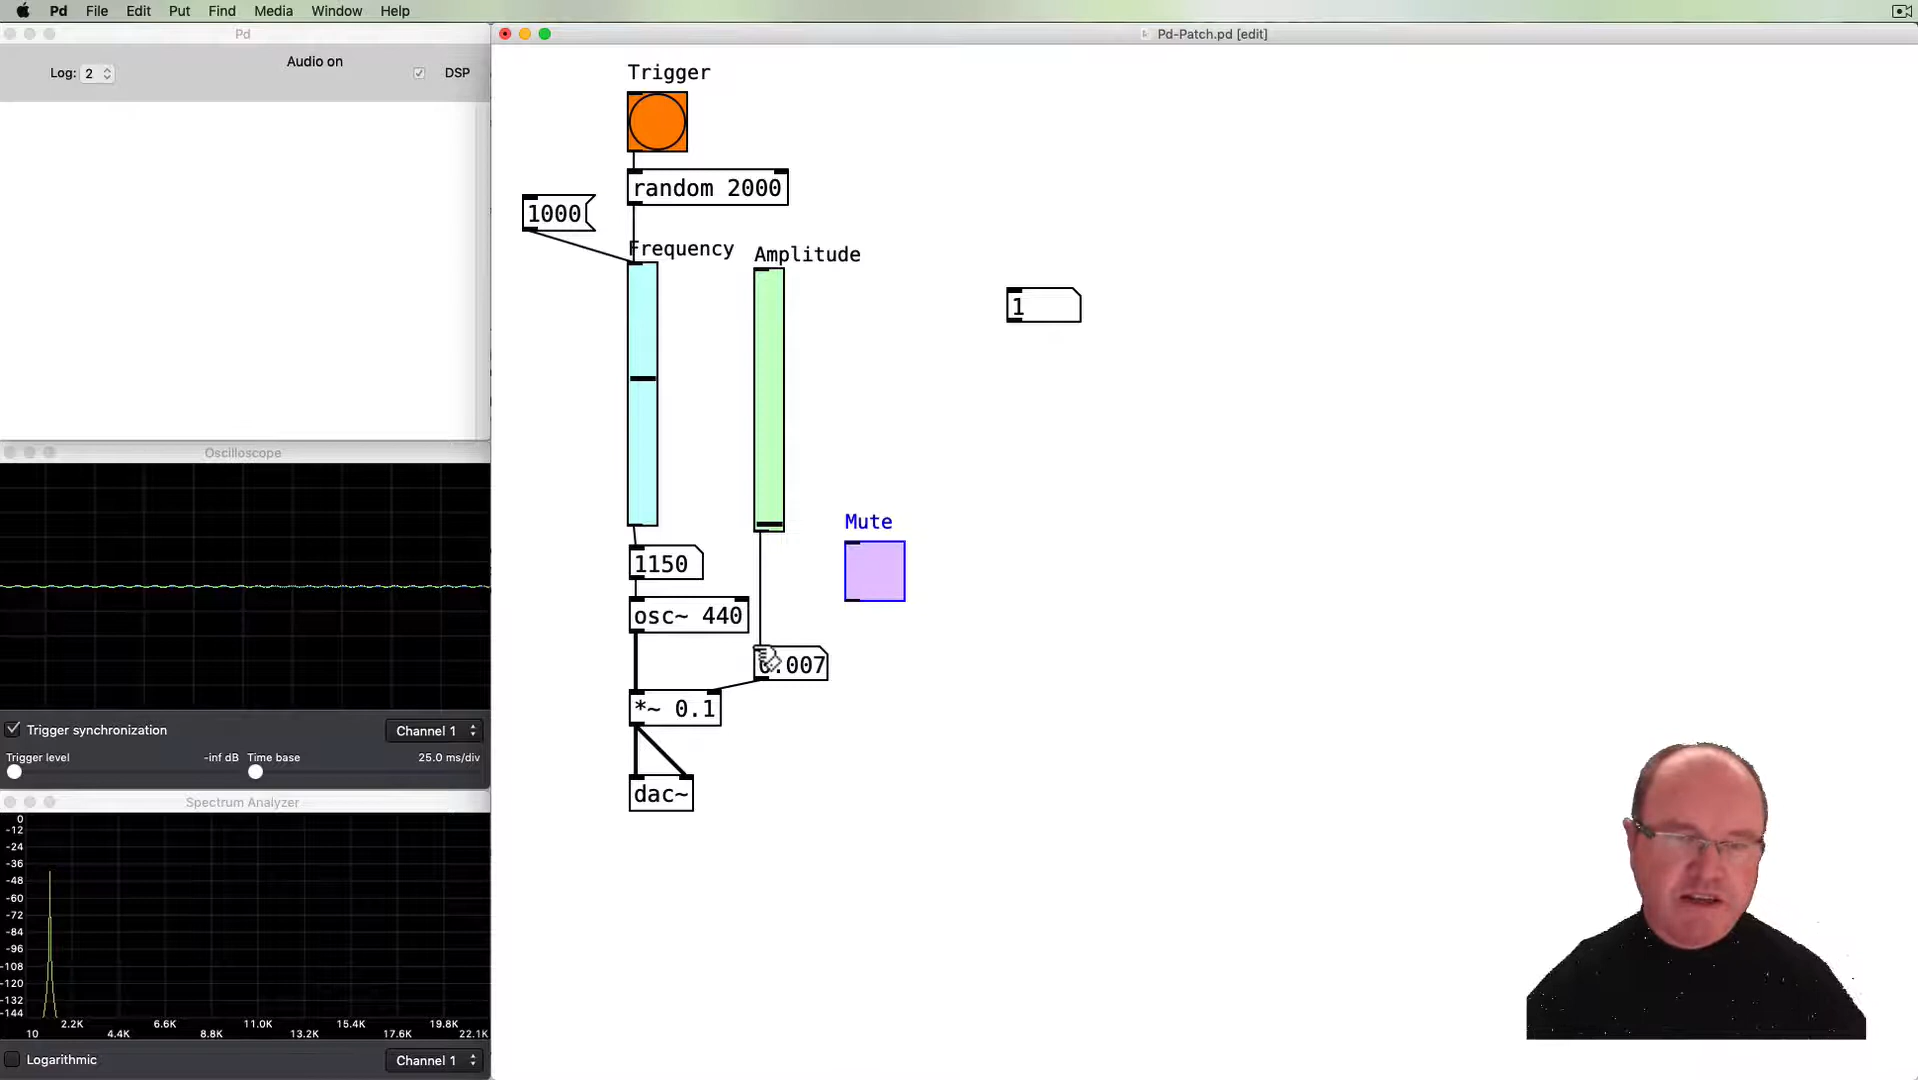 Pd File Edit Put Find Media Window Help
Pd
Log: 2
Audio on
DSP
Pd-Patch.pd [edit]
Trigger
random 2000
1000
Frequency
Amplitude
1
Mute
1150
osc~ 440
.007
*~ 0.1
dac~
Oscilloscope
Trigger synchronization
Channel 1
Trigger level
-inf dB
Time base
25.0 ms/div
Spectrum Analyzer
0
-12
-24
-36
-48
-60
-72
-84
-96
-108
-120
-132
-144
2.2K 6.6K 11.0K 15.4K 19.8K
10 4.4K 8.8K 13.2K 17.6K 22.1K
Logarithmic
Channel 1